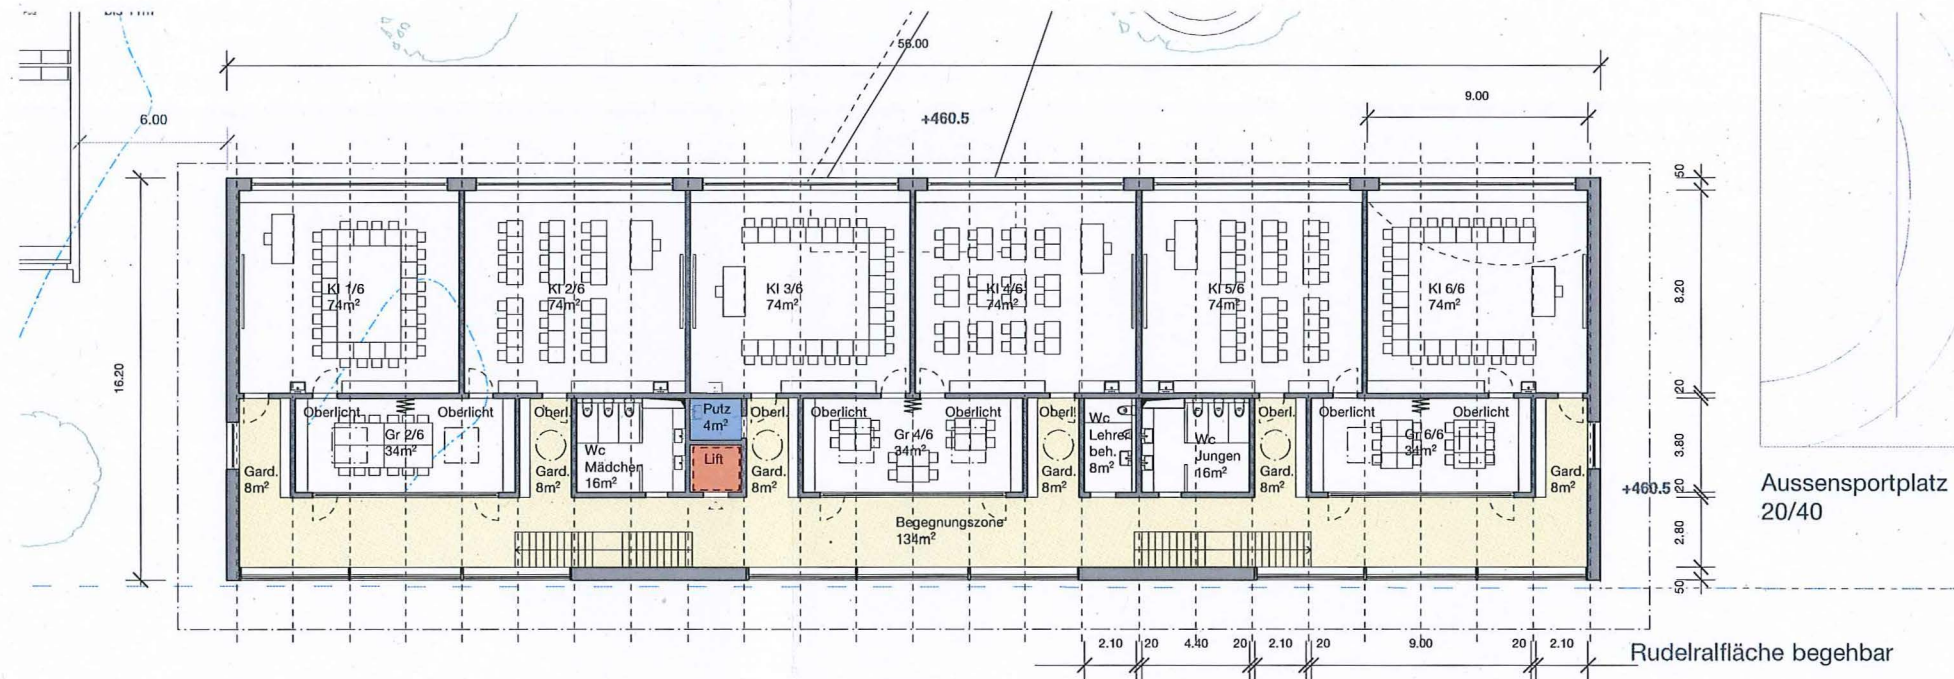 56.00
9.00
6.00
+460.5
50
Kl 1/6
74m²
Kl 2/6
74m²
Kl 3/6
74m²
Kl 4/6
74m²
Kl 5/6
74m²
Kl 6/6
74m²
8.20
16.20
20
Oberlicht
Oberlicht
Oberl.
Putz
4m²
Oberl.
Oberlicht
Oberlicht
Oberl.
Oberl.
Oberlicht
Oberlicht
Gr 2/6
34m²
Gr 4/6
34m²
Gr 6/6
34m²
3.80
Wc
Mädchen
16m²
Lift
Wc
Lehrer
beh.
8m²
Wc
Jungen
16m²
Gard.
8m²
Gard.
8m²
Gard.
8m²
Gard.
8m²
Gard.
8m²
Gard.
8m²
20
+460.5
Aussensportplatz
20/40
Begegnungszone
134m²
2.80
50
2.10
20
4.40
20
2.10
20
9.00
20
2.10
Rudelralfläche begehbar